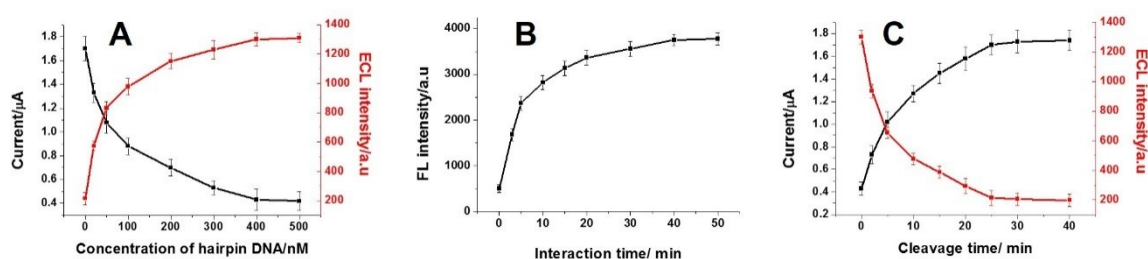 A
Current/μA
1.8
1.6
1.4
1.2
1.0
0.8
0.6
0.4
0 100 200 300 400 500
Concentration of hairpin DNA/nM
1400
1200
1000
800
600
400
200
ECL intensity/a.u
B
FL intensity/a.u
4000
3000
2000
1000
0
0 10 20 30 40 50
Interaction time/ min
C
Current/μA
1.8
1.6
1.4
1.2
1.0
0.8
0.6
0.4
0.2
0 10 20 30 40
Cleavage time/ min
1400
1200
1000
800
600
400
200
ECL intensity/a.u